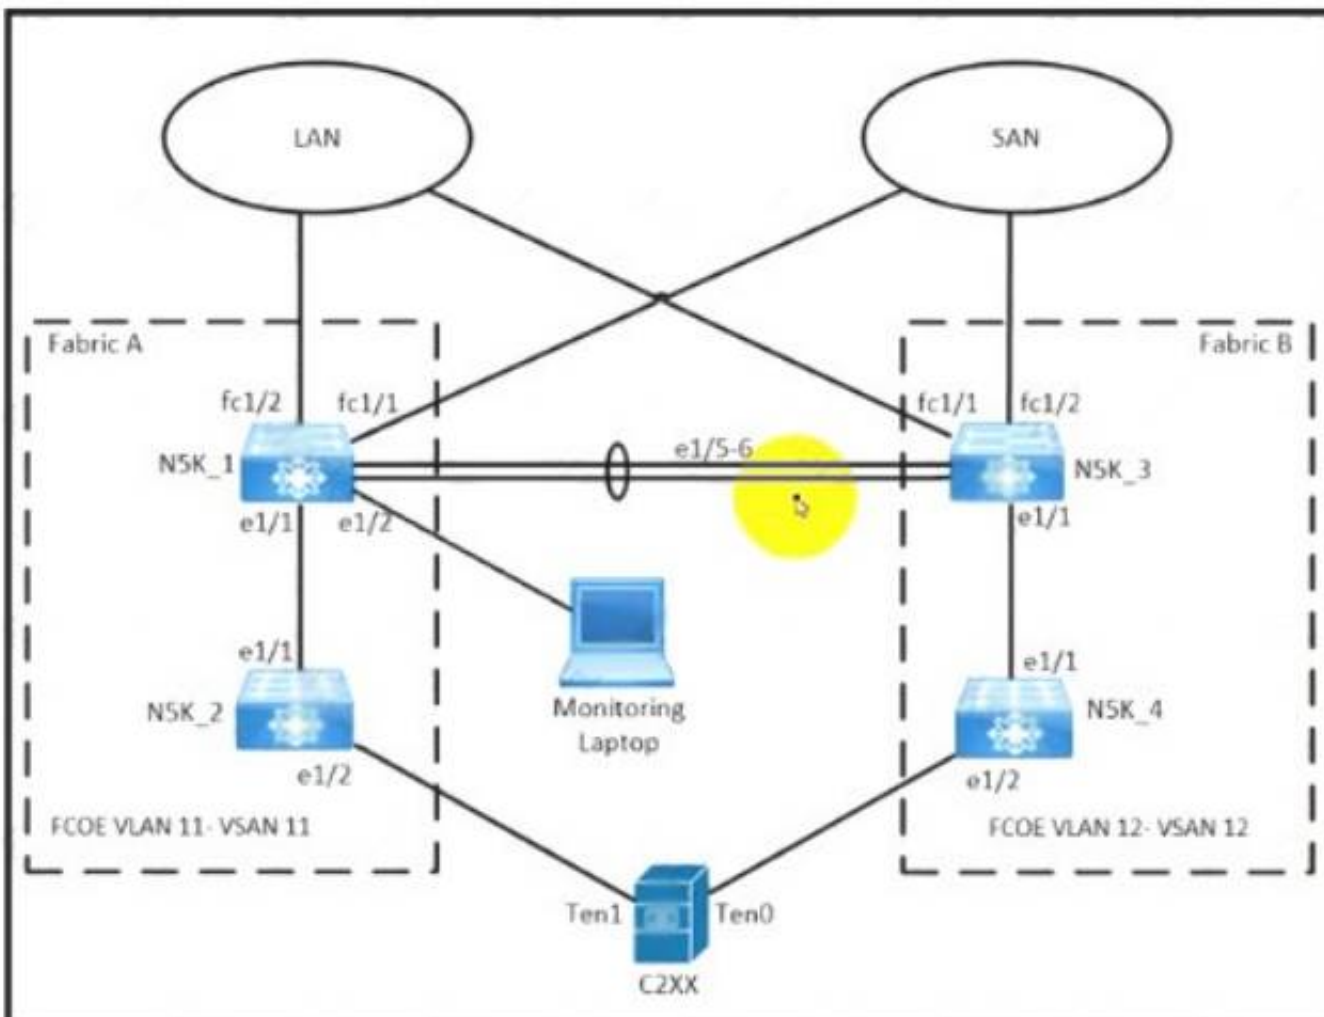 LAN
SAN
Fabric A
Fabric B
fc1/2
fc1/1
fc1/1
fc1/2
N5K_1
e1/5-6
N5K_3
e1/1
e1/2
e1/1
e1/1
e1/1
N5K_2
Monitoring
Laptop
N5K_4
e1/2
e1/2
FCOE VLAN 11- VSAN 11
FCOE VLAN 12- VSAN 12
Ten1
Ten0
C2XX